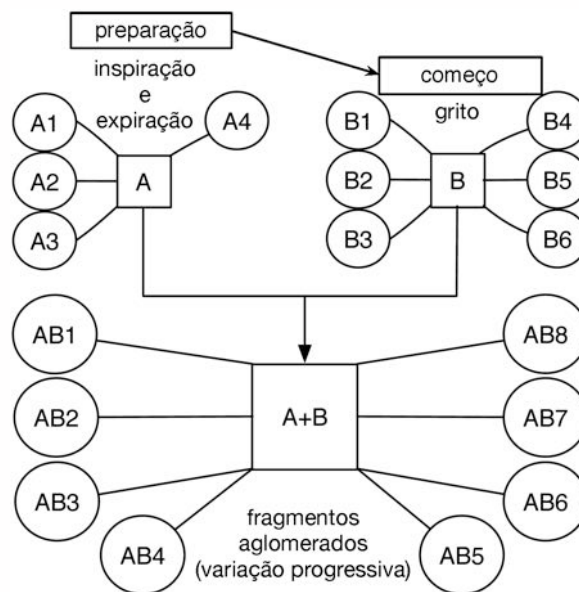 preparação
começo
inspiração
e
expiração
grito
A1
A2
A3
A4
A
B1
B2
B3
B4
B5
B6
B
AB1
AB2
AB3
AB4
AB8
AB7
AB6
AB5
A+B
fragmentos
aglomerados
(variação progressiva)